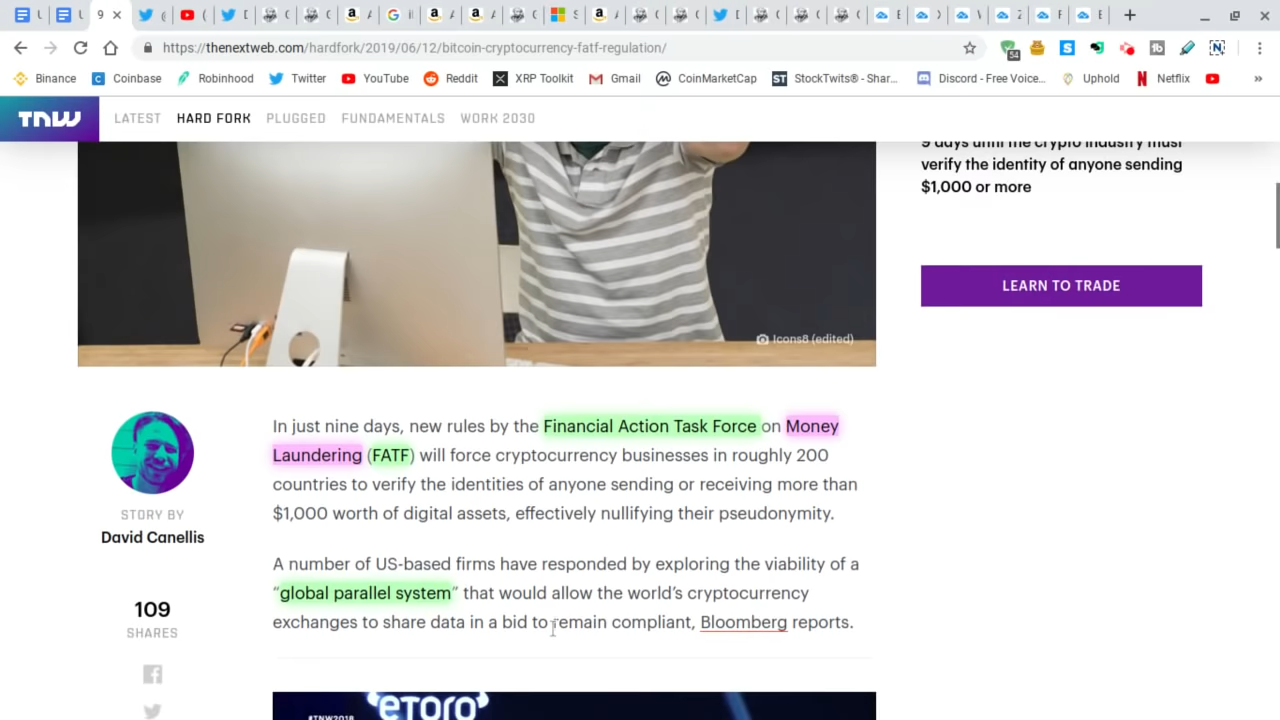 9
(
a
https://thenextweb.com/hardfork/2019/06/12/bitcoin-cryptocurrency-fatf-regulation/
54
Binance Coinbase Robinhood Twitter YouTube Reddit XRP Toolkit Gmail CoinMarketCap StockTwits® - Shar... Discord - Free Voice... Uphold Netflix »
TNW LATEST HARD FORK PLUGGED FUNDAMENTALS WORK 2030
9 days until the crypto industry must
verify the identity of anyone sending
$1,000 or more
LEARN TO TRADE
Icons8 (edited)
In just nine days, new rules by the Financial Action Task Force on Money
Laundering (FATF) will force cryptocurrency businesses in roughly 200
countries to verify the identities of anyone sending or receiving more than
$1,000 worth of digital assets, effectively nullifying their pseudonymity.
STORY BY
David Canellis
A number of US-based firms have responded by exploring the viability of a
“global parallel system” that would allow the world’s cryptocurrency
exchanges to share data in a bid to remain compliant, Bloomberg reports.
109
SHARES
eToro
#TNW2018